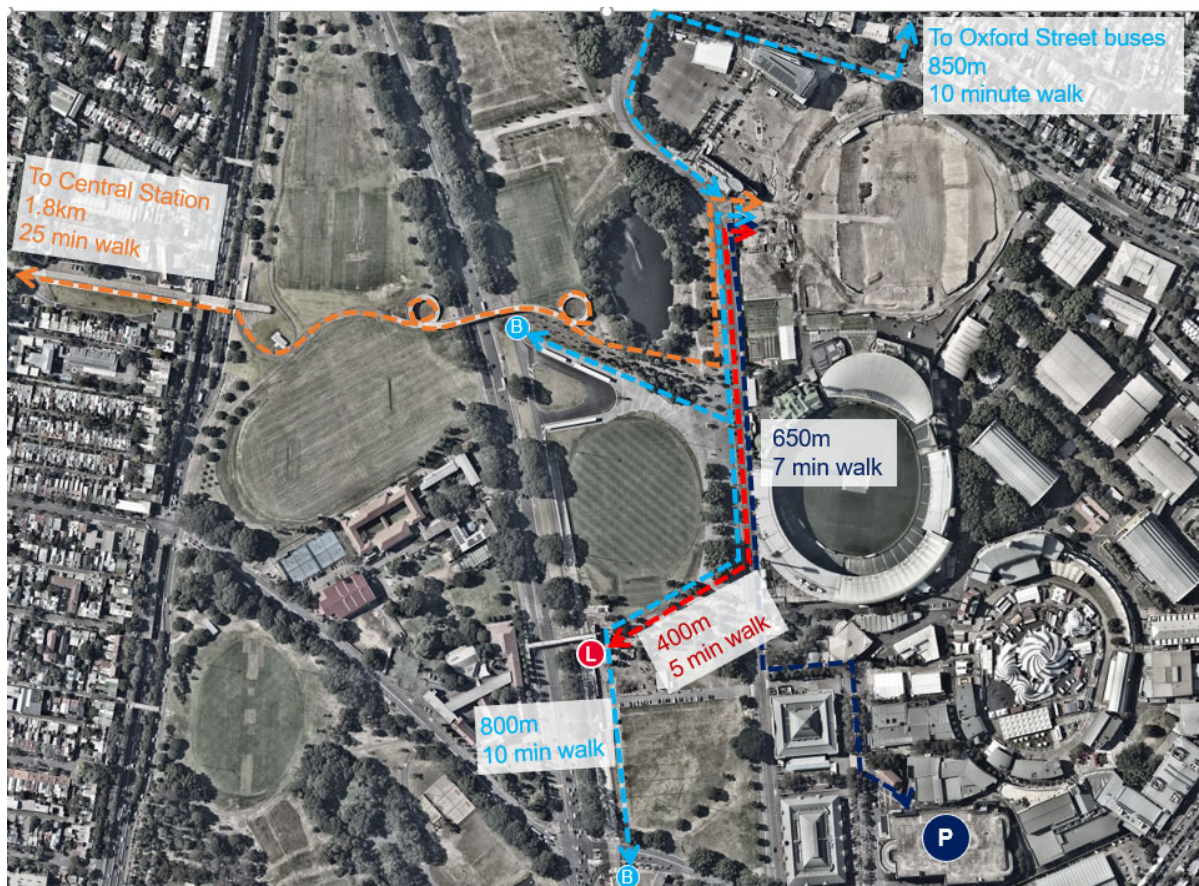 To Oxford Street buses
850m
10 minute walk
To Central Station
1.8km
25 min walk
B
650m
7 min walk
400m
5 min walk
L
800m
10 min walk
P
B